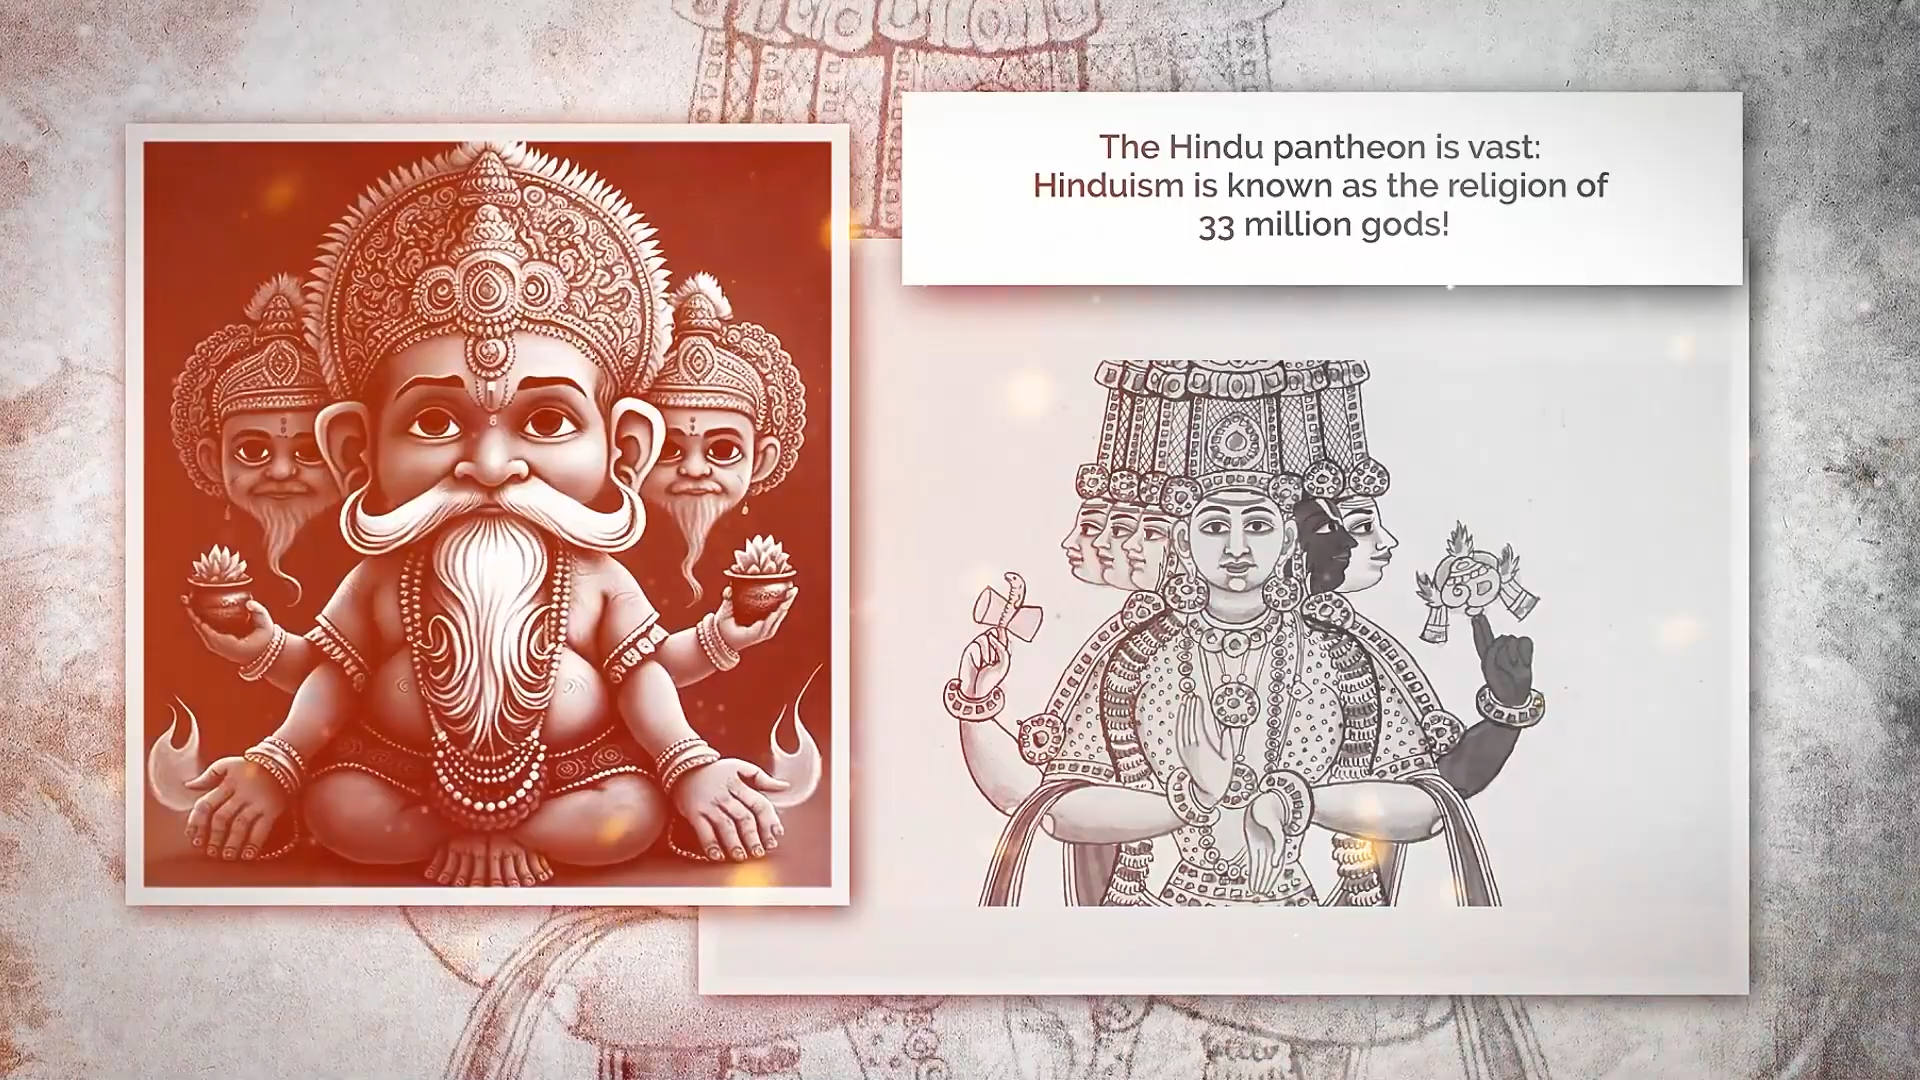 The Hindu pantheon is vast:
Hinduism is known as the religion of
33 million gods!